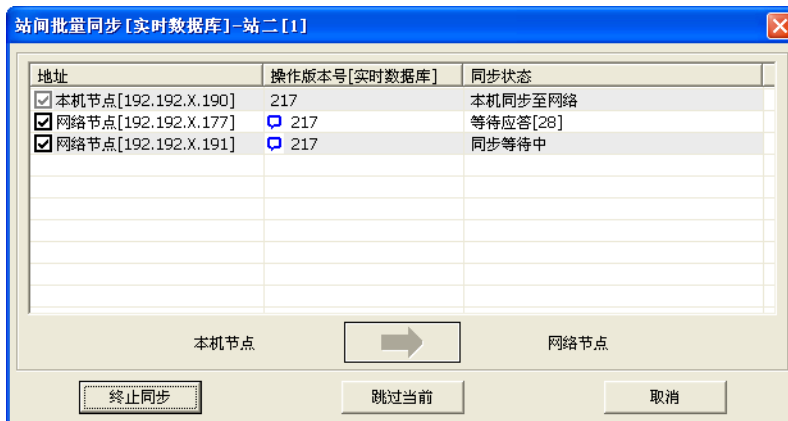 站间批量同步[实时数据库]-站二[1]
地址 操作版本号[实时数据库] 同步状态
本机节点[192.192.X.190] 217 本机同步至网络
网络节点[192.192.X.177] 217 等待应答[28]
网络节点[192.192.X.191] 217 同步等待中
本机节点 网络节点
终止同步 跳过当前 取消